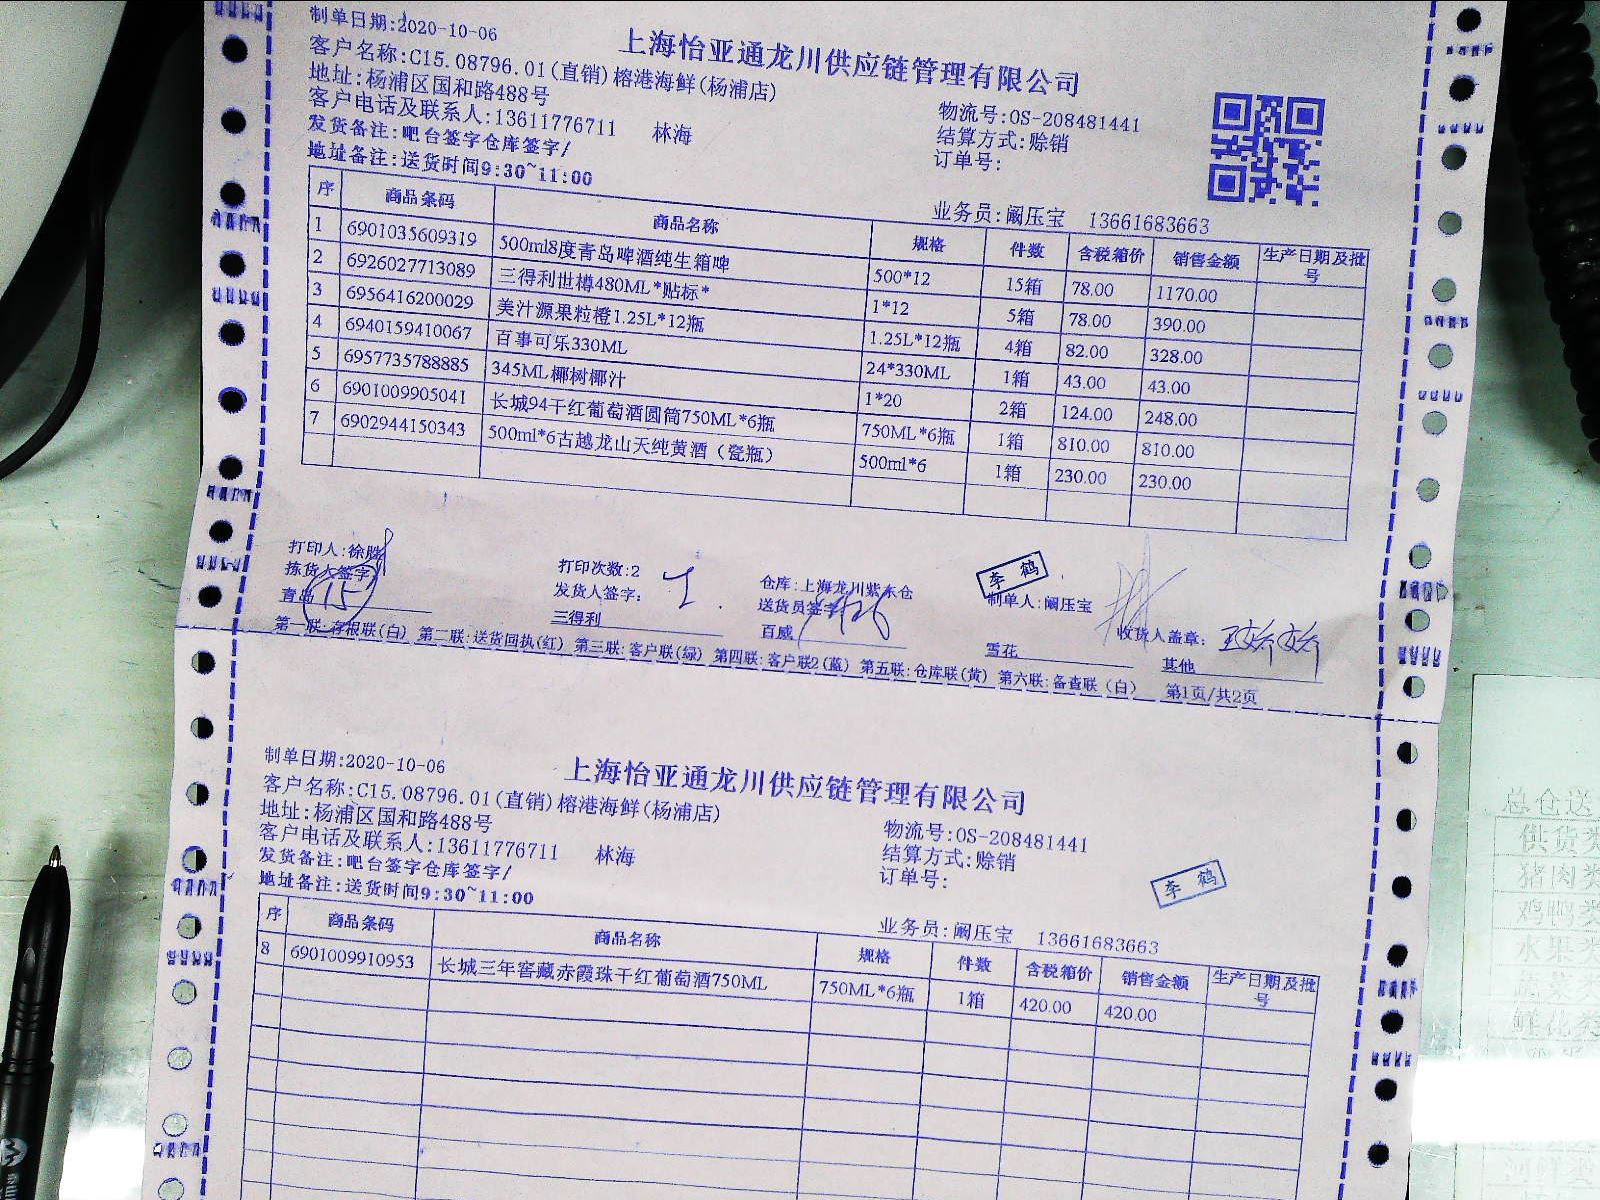 制单日期:2020-10-06
上海怡亚通龙川供应链管理有限公司
客户名称:C15.08796.01(直销)榕港海鲜(杨浦店)
地址:杨浦区国和路488号
物流号:OS-208481441
客户电话及联系人:13611776711 林海
结算方式:赊销
发货备注:吧台签字仓库签字/
订单号:
地址备注:送货时间9:30~11:00
业务员:阚压宝 13661683663
序 商品条码 商品名称 规格 件数 含税箱价 销售金额 生产日期及批号
1 6901035609319 500ml8度青岛啤酒纯生箱啤 500*12 15箱 78.00 1170.00
2 6926027713089 三得利世樽480ML*贴标* 1*12 5箱 78.00 390.00
3 6956416200029 美汁源果粒橙1.25L*12瓶 1.25L*12瓶 4箱 82.00 328.00
4 6940159410067 百事可乐330ML 24*330ML 1箱 43.00 43.00
5 6957735788885 345ML椰树椰汁 1*20 2箱 124.00 248.00
6 6901009905041 长城94干红葡萄酒圆筒750ML*6瓶 750ML*6瓶 1箱 810.00 810.00
7 6902944150343 500ml*6古越龙山天纯黄酒（瓷瓶） 500ml*6 1箱 230.00 230.00
打印人:徐胜 打印次数:2 仓库:上海龙川紫东仓 李鹤 制单人:阚压宝
拣货人签字 发货人签字: 送货员签字 收货人盖章:
青岛 15 三得利 百威 雪花 其他
第一联:存根联(白) 第二联:送货回执(红) 第三联:客户联(绿) 第四联:客户联2(蓝) 第五联:仓库联(黄) 第六联:备查联（白） 第1页/共2页
制单日期:2020-10-06
上海怡亚通龙川供应链管理有限公司
客户名称:C15.08796.01(直销)榕港海鲜(杨浦店)
地址:杨浦区国和路488号
物流号:OS-208481441
客户电话及联系人:13611776711 林海
结算方式:赊销
发货备注:吧台签字仓库签字/
订单号:
李鹤
地址备注:送货时间9:30~11:00
业务员:阚压宝 13661683663
序 商品条码 商品名称 规格 件数 含税箱价 销售金额 生产日期及批号
8 6901009910953 长城三年窖藏赤霞珠干红葡萄酒750ML 750ML*6瓶 1箱 420.00 420.00
总仓送
供货类
猪肉类
鸡鸭类
水果类
蔬菜类
鲜花类